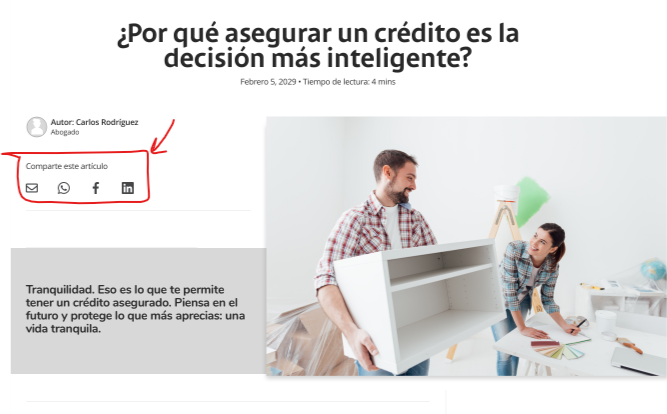 ¿Por qué asegurar un crédito es la
decisión más inteligente?
Febrero 5, 2029 • Tiempo de lectura: 4 mins
Autor: Carlos Rodríguez
Abogado
Comparte este artículo
Tranquilidad. Eso es lo que te permite
tener un crédito asegurado. Piensa en el
futuro y protege lo que más aprecias: una
vida tranquila.